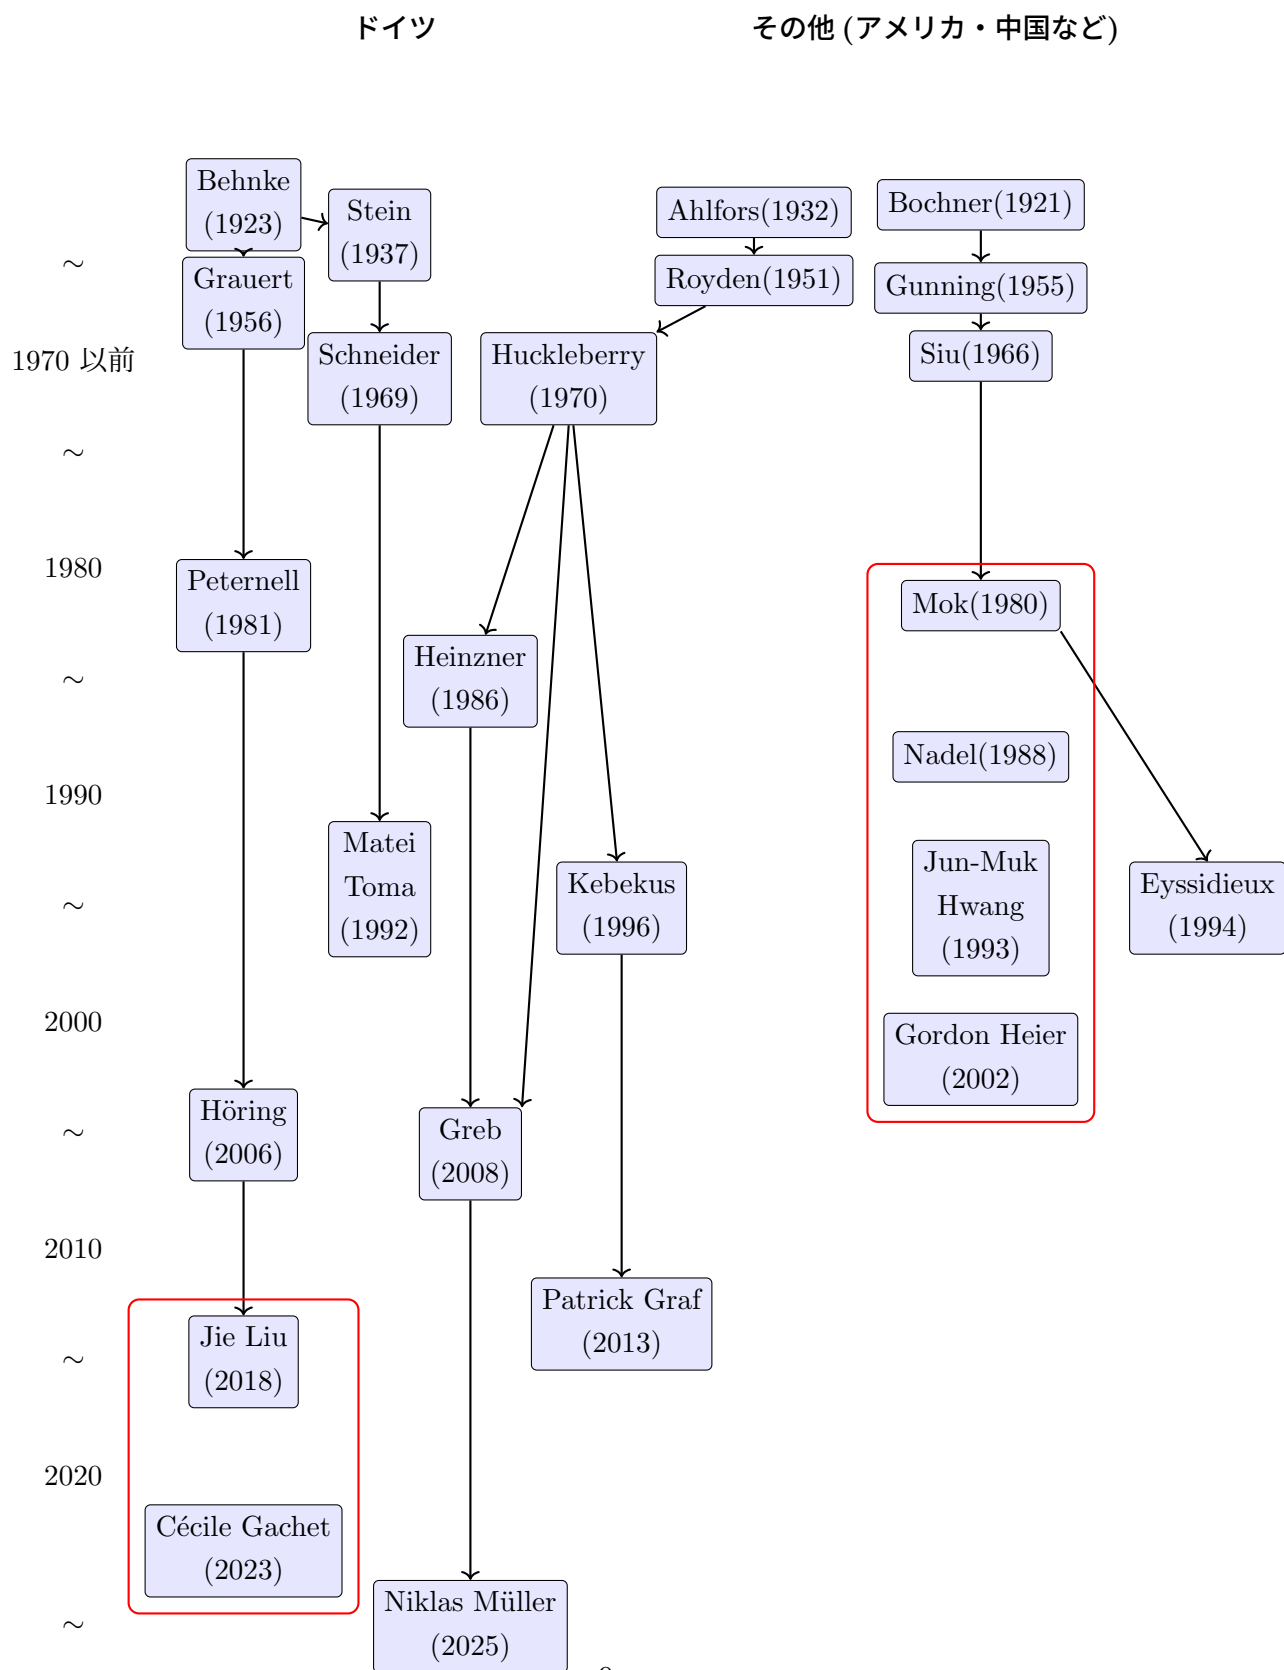 ドイツ
その他 (アメリカ・中国など)
Behnke
(1923)
Stein
(1937)
Ahlfors(1932)
Bochner(1921)
∼
Grauert
(1956)
Royden(1951)
Gunning(1955)
1970 以前
Schneider
(1969)
Huckleberry
(1970)
Siu(1966)
∼
1980
Peternell
(1981)
Mok(1980)
∼
Heinzner
(1986)
Nadel(1988)
1990
Matei
Toma
(1992)
Kebekus
(1996)
Jun-Muk
Hwang
(1993)
Eyssidieux
(1994)
∼
2000
Gordon Heier
(2002)
∼
Höring
(2006)
Greb
(2008)
2010
Patrick Graf
(2013)
∼
Jie Liu
(2018)
2020
Cécile Gachet
(2023)
∼
Niklas Müller
(2025)